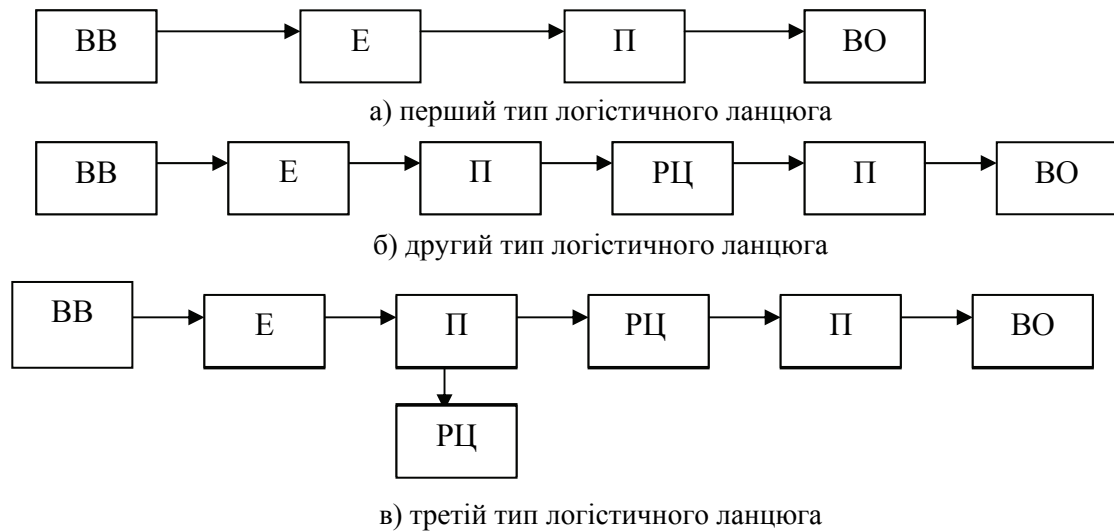 ВВ Е П ВО
а) перший тип логістичного ланцюга
ВВ Е П РЦ П ВО
б) другий тип логістичного ланцюга
ВВ Е П РЦ П ВО
РЦ
в) третій тип логістичного ланцюга